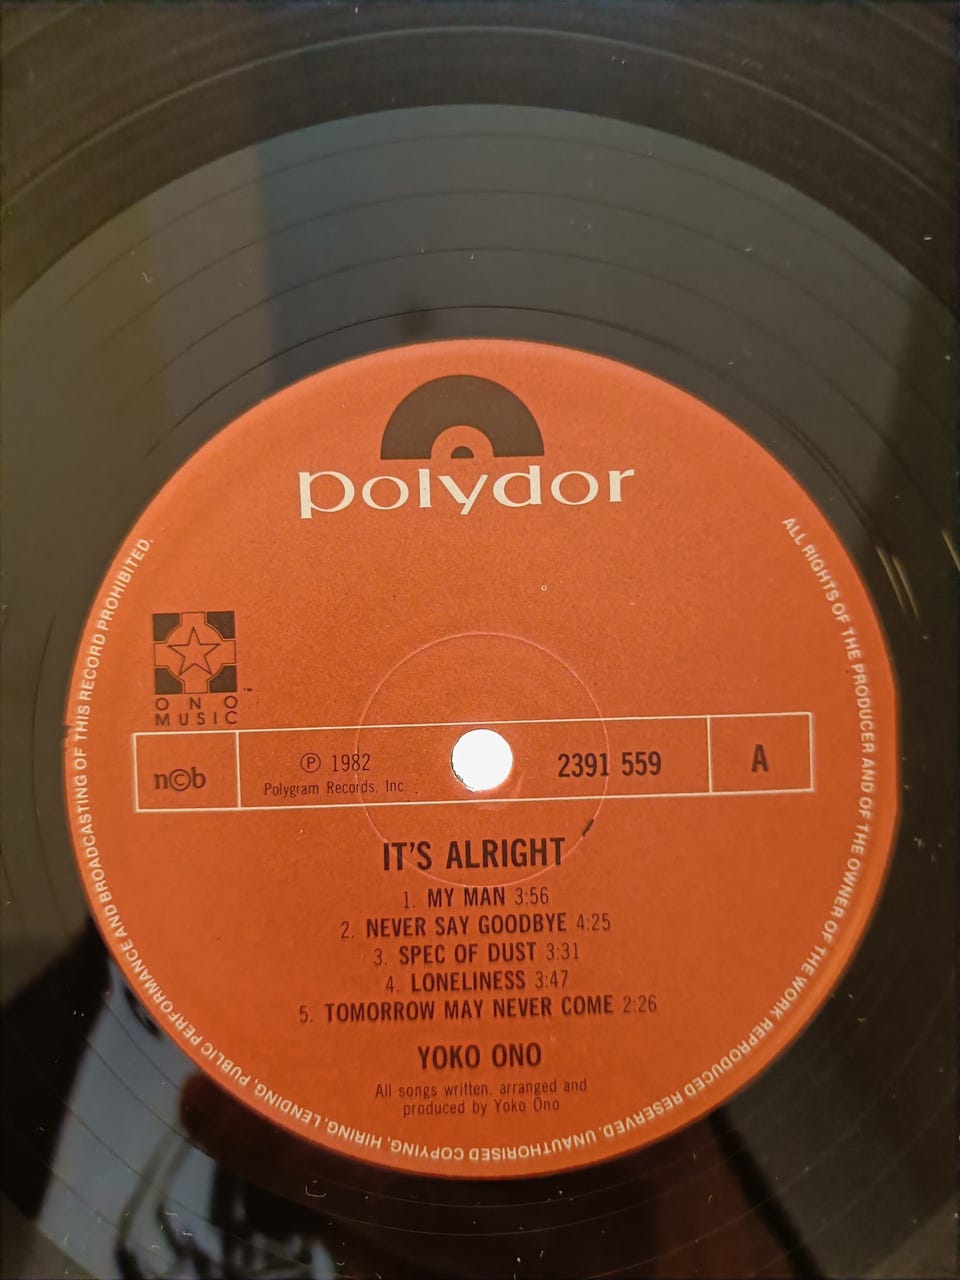 polydor
ONO
MUSIC™
n©b
Ⓟ 1982
Polygram Records, Inc.
2391 559
A
IT'S ALRIGHT
1. MY MAN 3:56
2. NEVER SAY GOODBYE 4:25
3. SPEC OF DUST 3:31
4. LONELINESS 3:47
5. TOMORROW MAY NEVER COME 2:26
YOKO ONO
All songs written, arranged and
produced by Yoko Ono
ALL RIGHTS OF THE PRODUCER AND OF THE OWNER OF THE WORK REPRODUCED RESERVED. UNAUTHORISED COPYING, HIRING, LENDING, PUBLIC PERFORMANCE AND BROADCASTING OF THIS RECORD PROHIBITED.